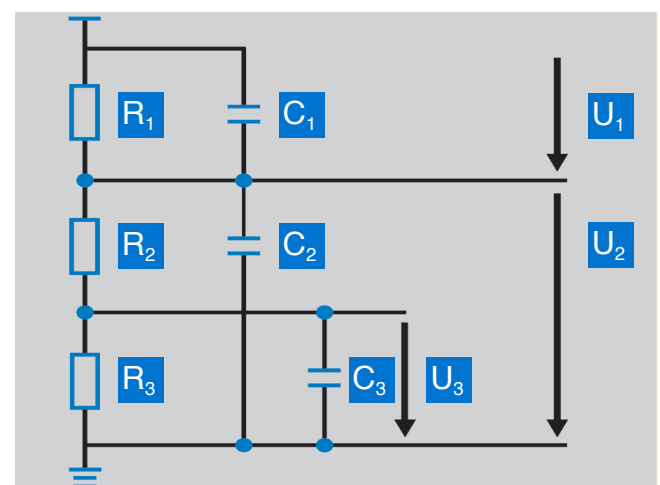 R₁ C₁ U₁
R₂ C₂ U₂
R₃ C₃ U₃